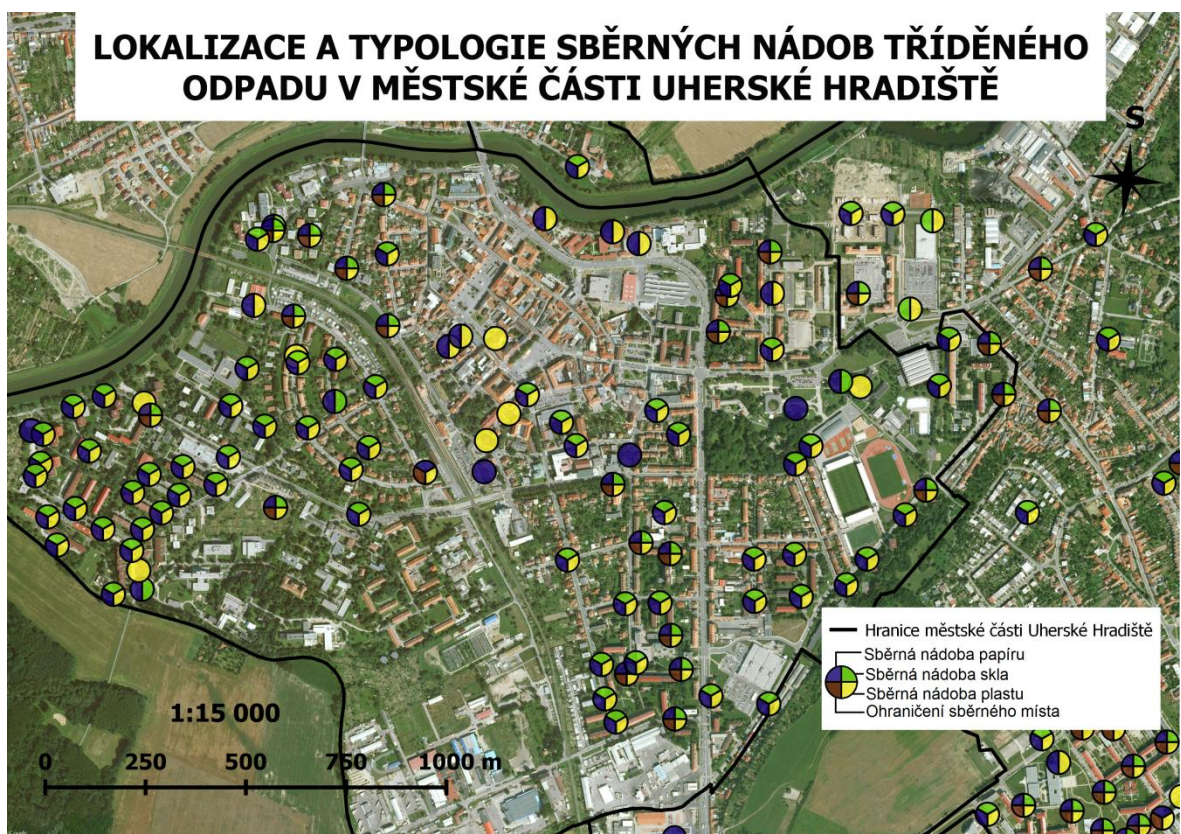 LOKALIZACE A TYPOLOGIE SBĚRNÝCH NÁDOB TŘÍDĚNÉHO
ODPADU V MĚSTSKÉ ČÁSTI UHERSKÉ HRADIŠTĚ
S
Hranice městské části Uherské Hradiště
Sběrná nádoba papíru
Sběrná nádoba skla
Sběrná nádoba plastu
Ohraničení sběrného místa
1:15 000
0 250 500 750 1000 m